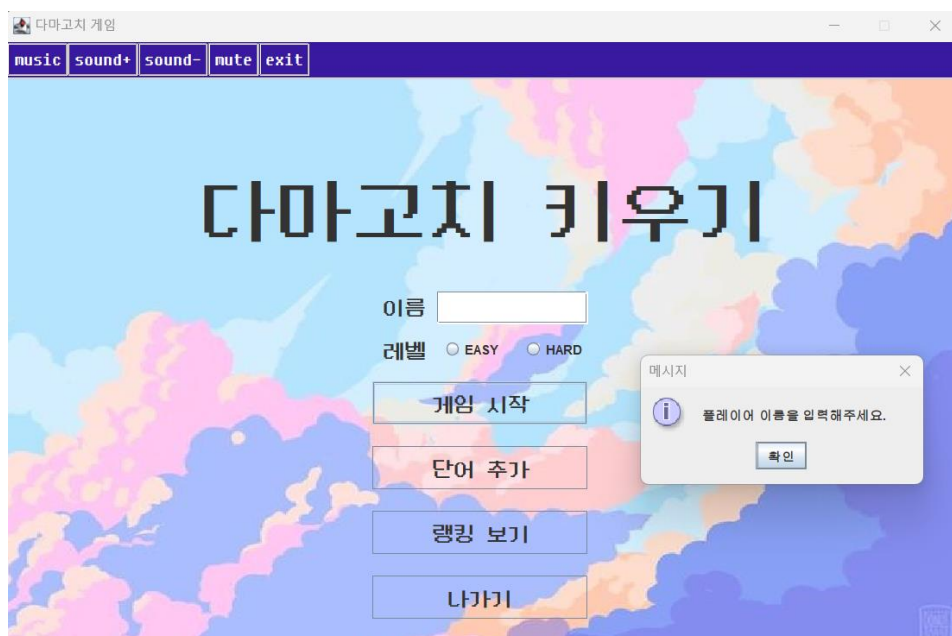 다마고치 게임
music sound+ sound- mute exit
다마고치 키우기
이름
레벨 EASY HARD
게임 시작
단어 추가
랭킹 보기
나가기
메시지
플레이어 이름을 입력해주세요.
확인